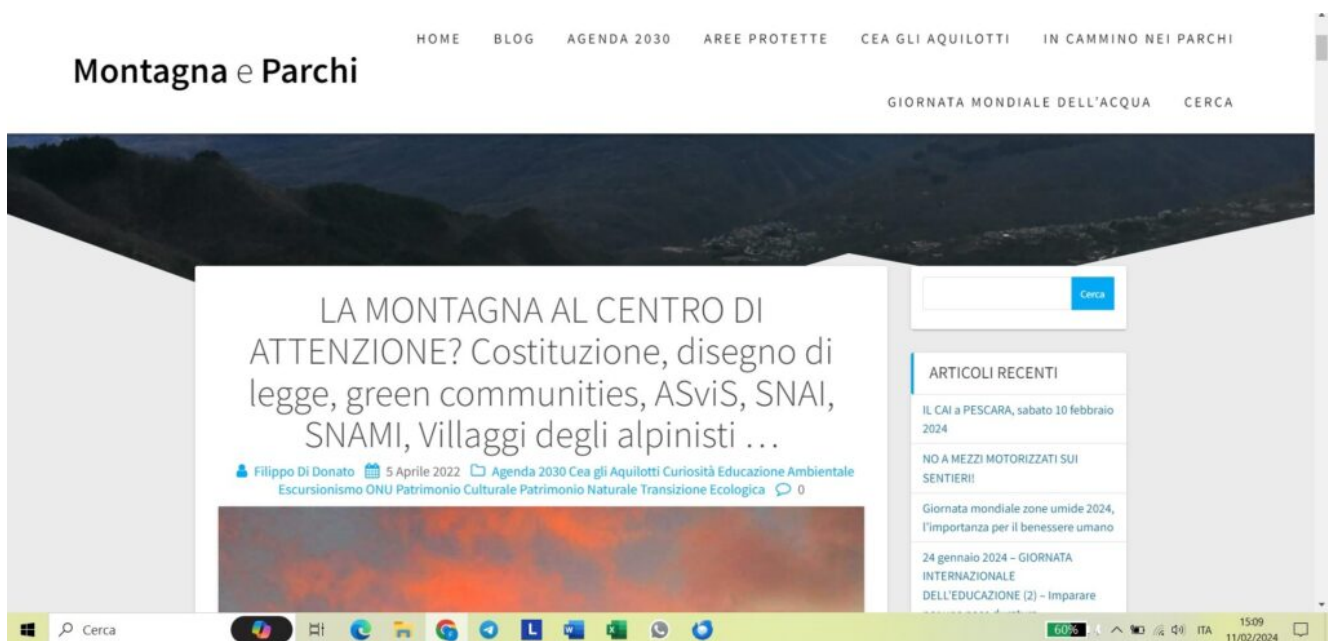 HOME BLOG AGENDA 2030 AREE PROTETTE CEA GLI AQUILOTTI IN CAMMINO NEI PARCHI
Montagna e Parchi
GIORNATA MONDIALE DELL'ACQUA CERCA
LA MONTAGNA AL CENTRO DI
ATTENZIONE? Costituzione, disegno di
legge, green communities, ASviS, SNAI,
SNAMI, Villaggi degli alpinisti ...
Filippo Di Donato 5 Aprile 2022 Agenda 2030 Cea gli Aquilotti Curiosità Educazione Ambientale
Escursionismo ONU Patrimonio Culturale Patrimonio Naturale Transizione Ecologica 0
Cerca
ARTICOLI RECENTI
IL CAI a PESCARA, sabato 10 febbraio
2024
NO A MEZZI MOTORIZZATI SUI
SENTIERI!
Giornata mondiale zone umide 2024,
l'importanza per il benessere umano
24 gennaio 2024 – GIORNATA
INTERNAZIONALE
DELL'EDUCAZIONE (2) – Imparare
Cerca
60%
ITA
15:09
11/02/2024